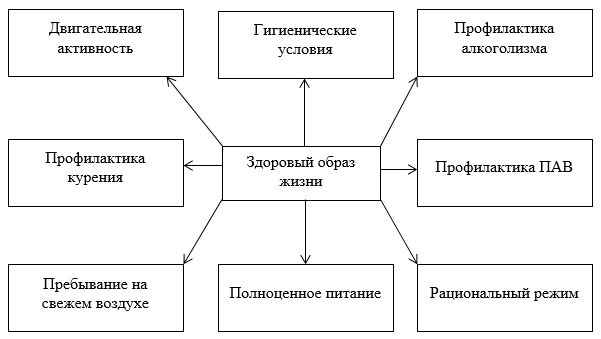 Двигательная
активность
Гигиенические
условия
Профилактика
алкоголизма
Профилактика
курения
Здоровый образ
жизни
Профилактика ПАВ
Пребывание на
свежем воздухе
Полноценное питание
Рациональный режим